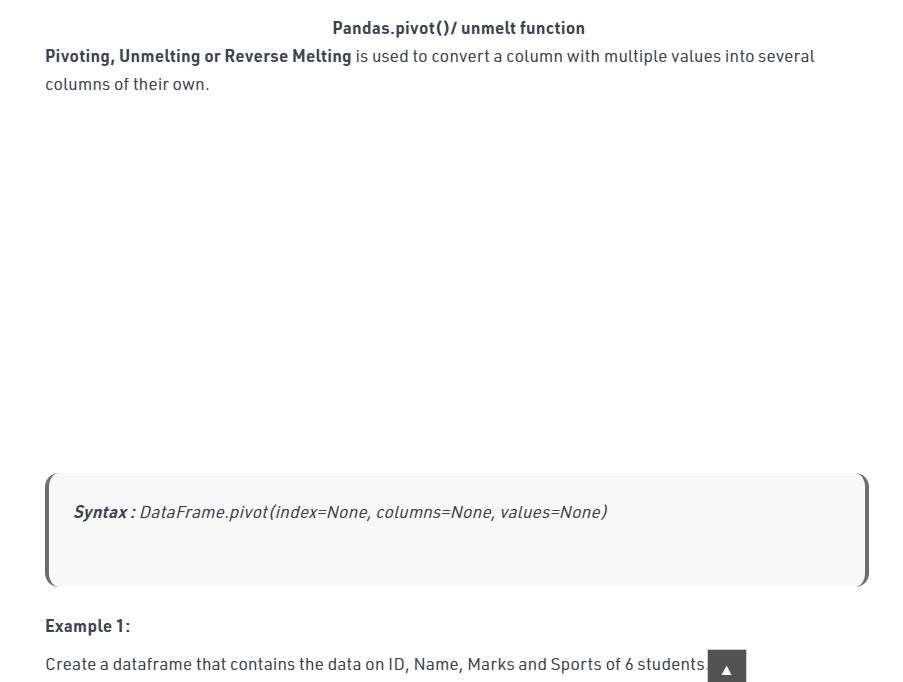 Pandas.pivot()/ unmelt function
Pivoting, Unmelting or Reverse Melting is used to convert a column with multiple values into several
columns of their own.
Syntax : DataFrame.pivot(index=None, columns=None, values=None)
Example 1:
Create a dataframe that contains the data on ID, Name, Marks and Sports of 6 students.